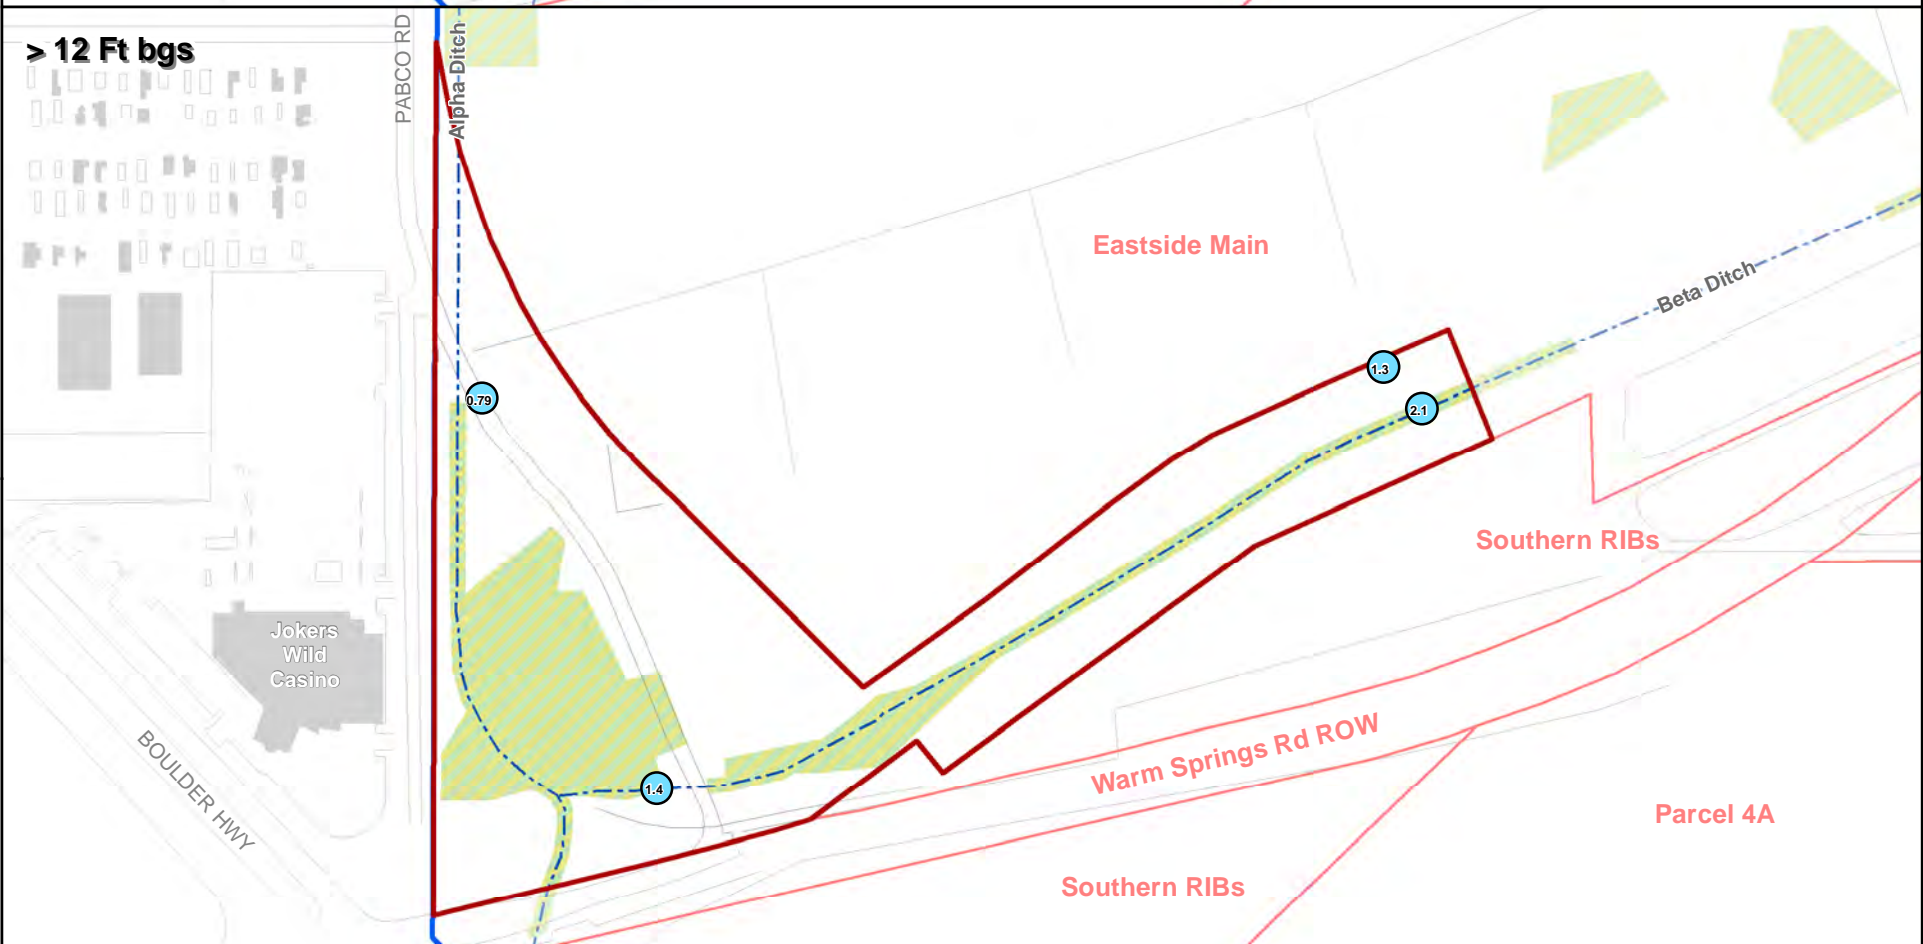 > 12 Ft bgs
PABCO RD
Alpha Ditch
Eastside Main
Beta Ditch
1.3
0.79
2.1
Southern RIBs
Jokers
Wild
Casino
BOULDER HWY
1.4
Warm Springs Rd ROW
Parcel 4A
Southern RIBs